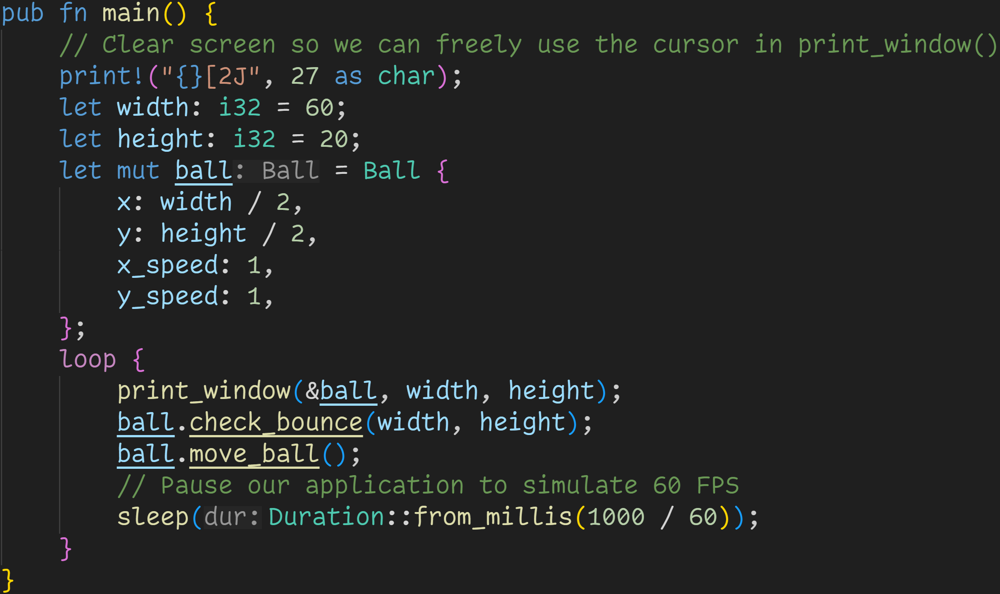 pub fn main() {
    // Clear screen so we can freely use the cursor in print_window()
    print!("{}[2J", 27 as char);
    let width: i32 = 60;
    let height: i32 = 20;
    let mut ball: Ball = Ball {
        x: width / 2,
        y: height / 2,
        x_speed: 1,
        y_speed: 1,
    };
    loop {
        print_window(&ball, width, height);
        ball.check_bounce(width, height);
        ball.move_ball();
        // Pause our application to simulate 60 FPS
        sleep(dur: Duration::from_millis(1000 / 60));
    }
}